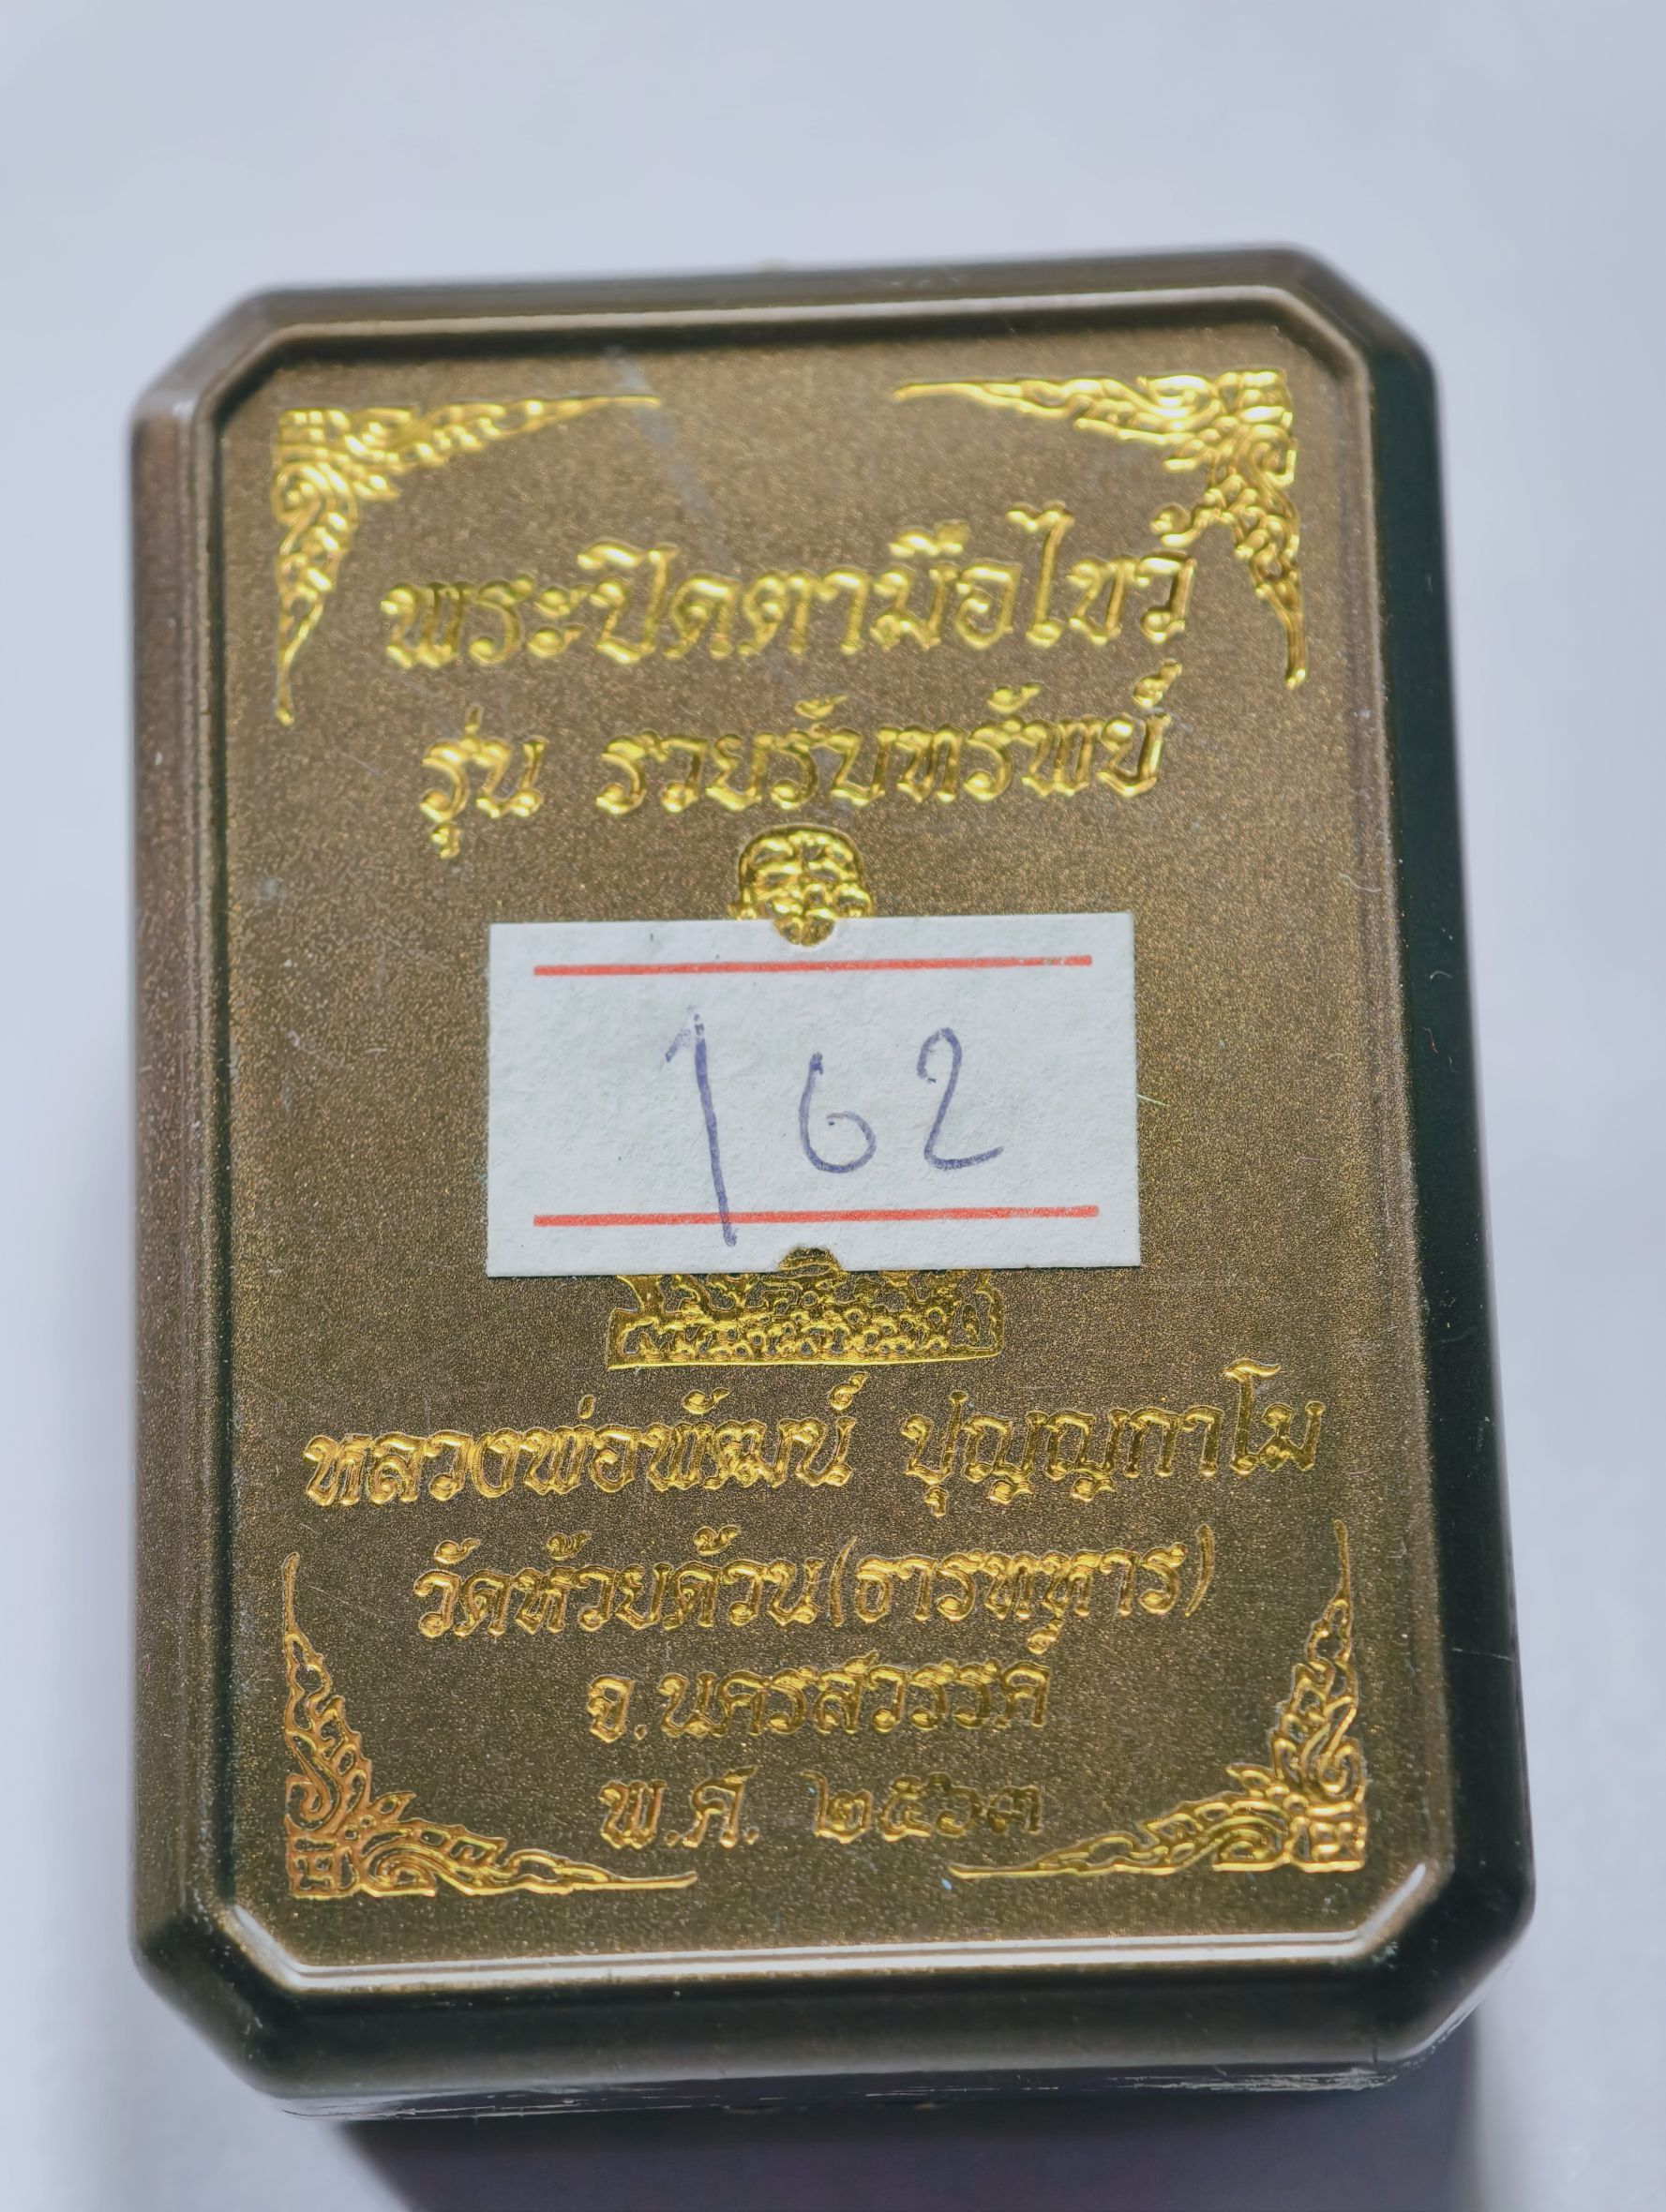 พระปิดตามือไขว้
รุ่น รวยรับทรัพย์
162
หลวงพ่อพัฒน์ ปุญญกาโม
วัดห้วยด้วน(ธารทหาร)
จ.นครสวรรค์
พ.ศ. ๒๕๖๓